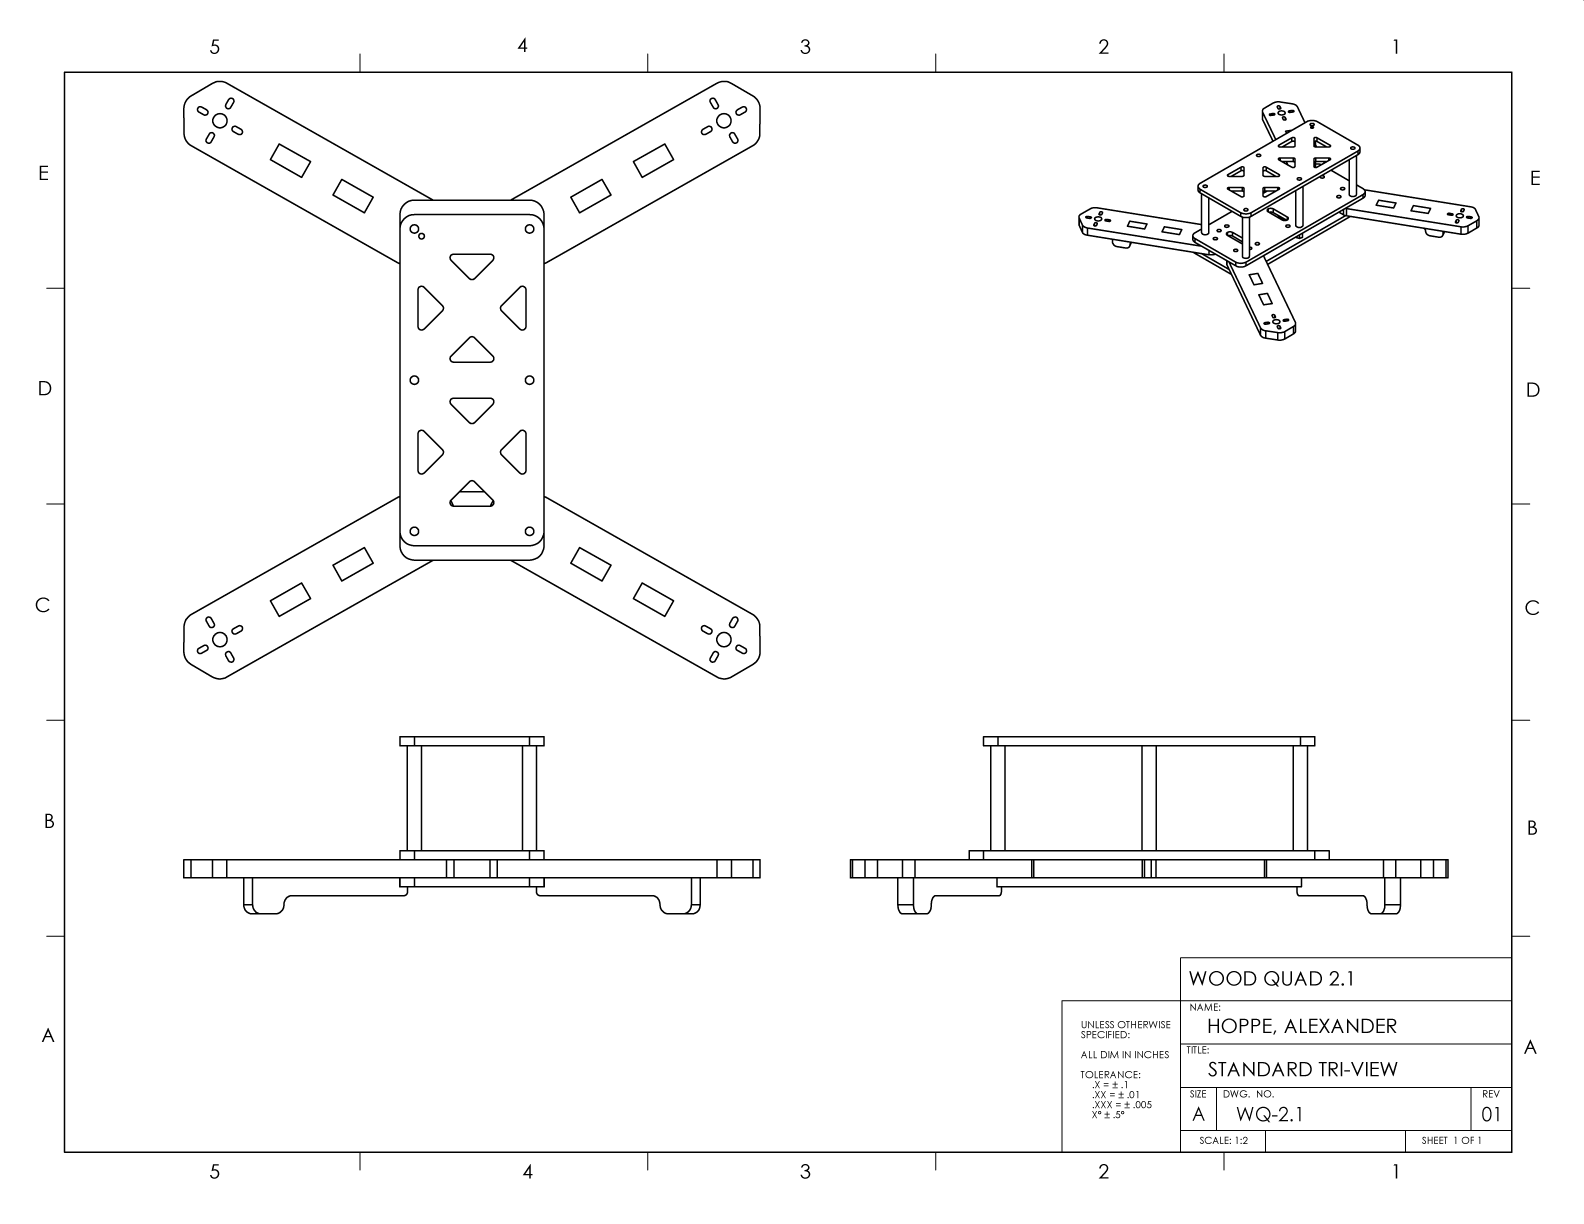 5 4 3 2 1
E E
D D
C C
B B
A A
WOOD QUAD 2.1
NAME:
HOPPE, ALEXANDER
TITLE:
STANDARD TRI-VIEW
SIZE
A
DWG. NO.
WQ-2.1
REV
01
SCALE: 1:2
SHEET 1 OF 1
UNLESS OTHERWISE
SPECIFIED:
ALL DIM IN INCHES
TOLERANCE:
.X = ± .1
.XX = ± .01
.XXX = ± .005
X° ± .5°
5 4 3 2 1